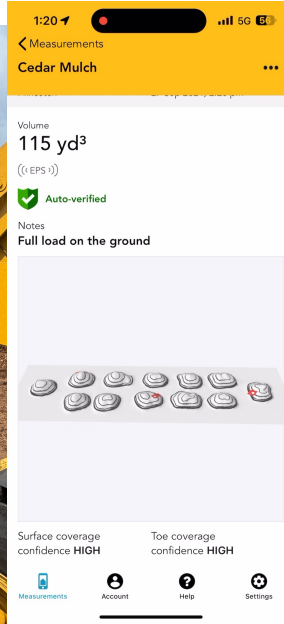 1:20
5G 56
Measurements
Cedar Mulch
Volume
115 yd³
EPS
Auto-verified
Notes
Full load on the ground
Surface coverage
confidence HIGH
Toe coverage
confidence HIGH
Measurements Account Help Settings